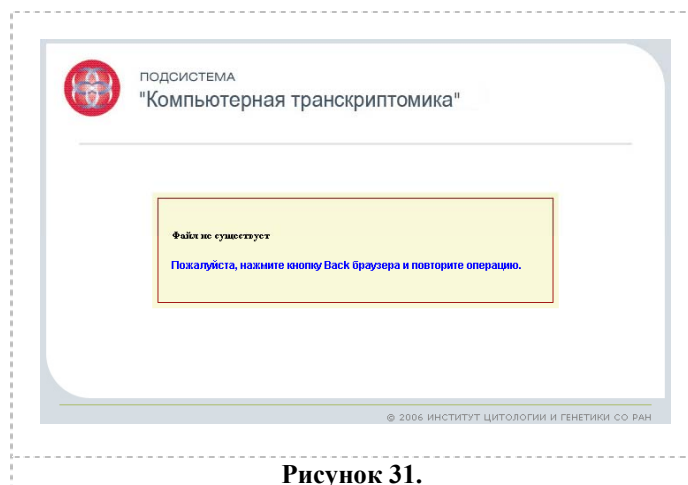 ПОДСИСТЕМА
"Компьютерная транскриптомика"
Файл не существует
Пожалуйста, нажмите кнопку Back браузера и повторите операцию.
© 2006 ИНСТИТУТ ЦИТОЛОГИИ И ГЕНЕТИКИ СО РАН
Рисунок 31.